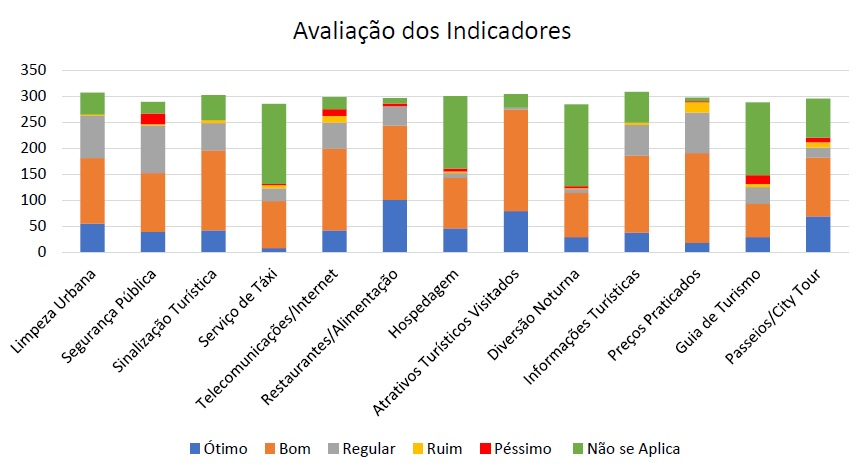 Avaliação dos Indicadores
350
300
250
200
150
100
50
0
Limpeza Urbana
Segurança Pública
Sinalização Turística
Serviço de Táxi
Telecomunicações/Internet
Restaurantes/Alimentação
Hospedagem
Atrativos Turísticos Visitados
Diversão Noturna
Informações Turísticas
Preços Praticados
Guia de Turismo
Passeios/City Tour
Ótimo Bom Regular Ruim Péssimo Não se Aplica